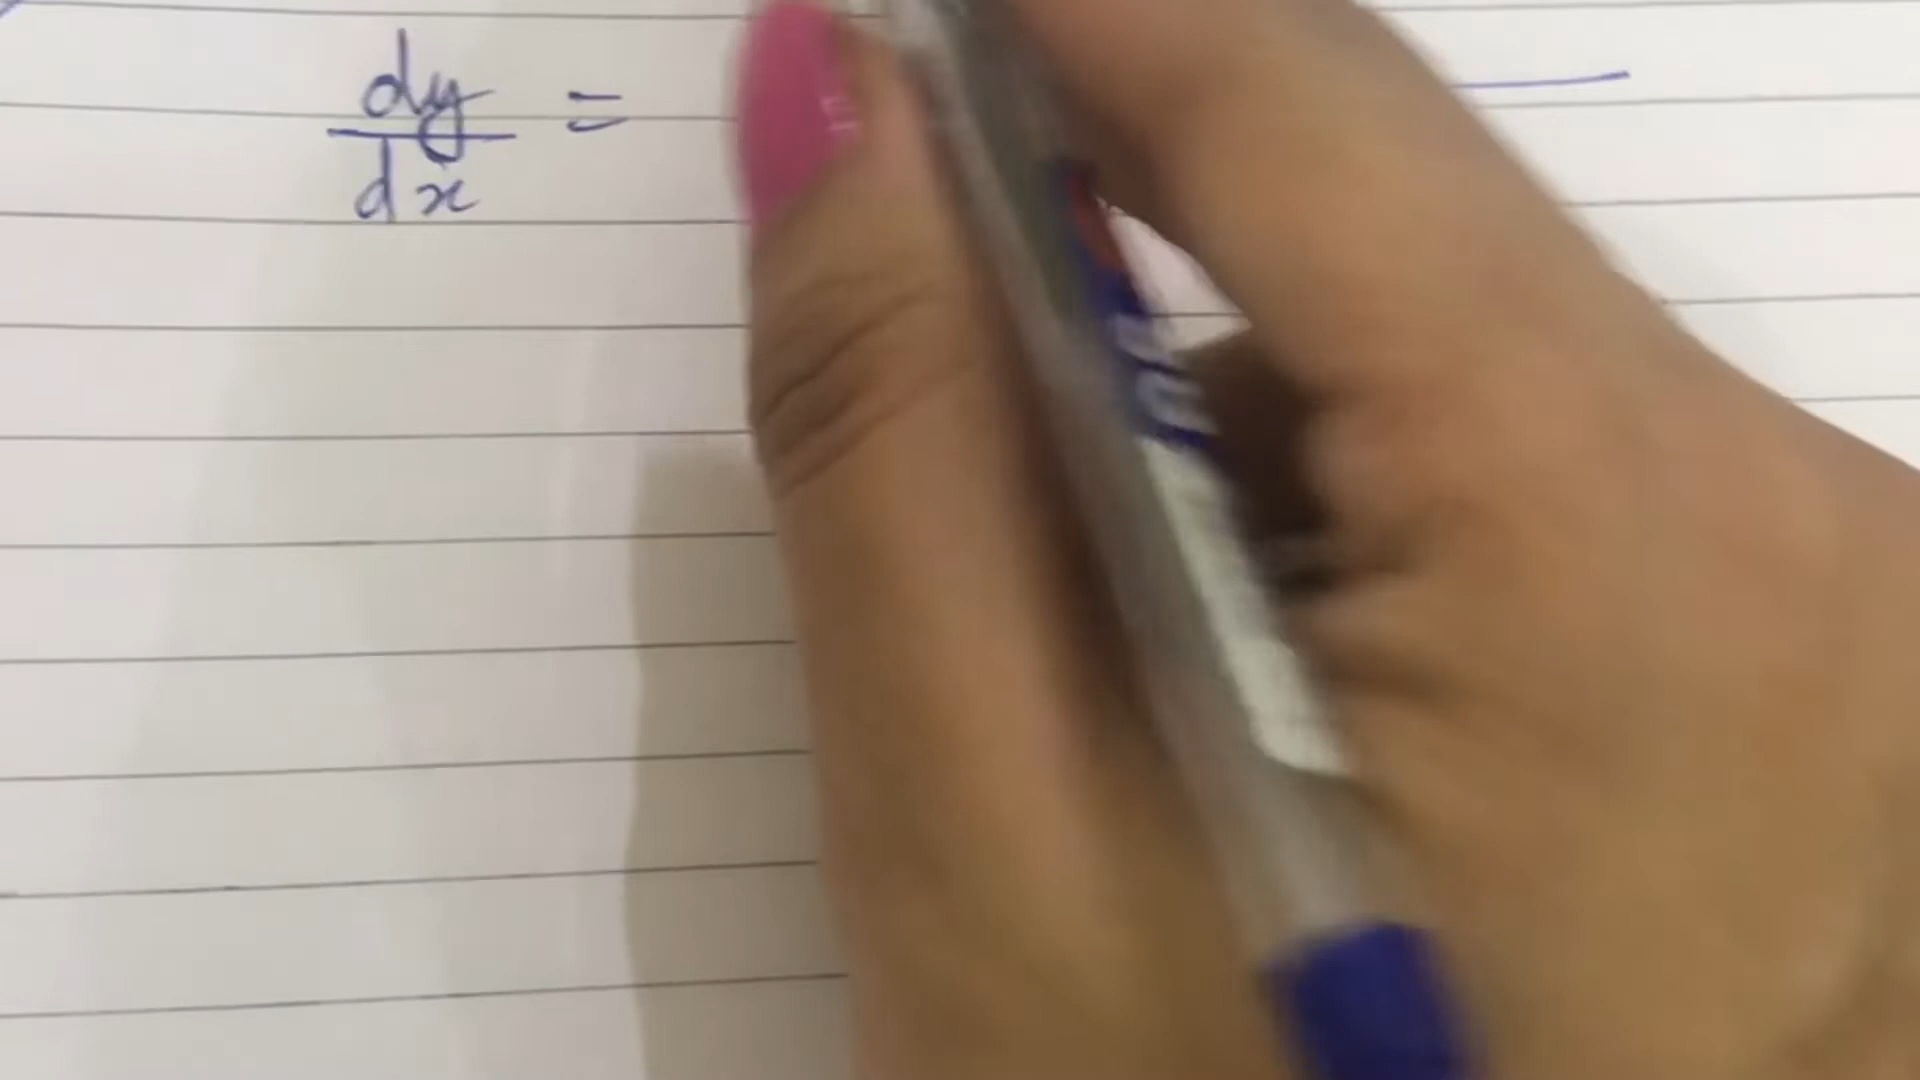 dy/dx =